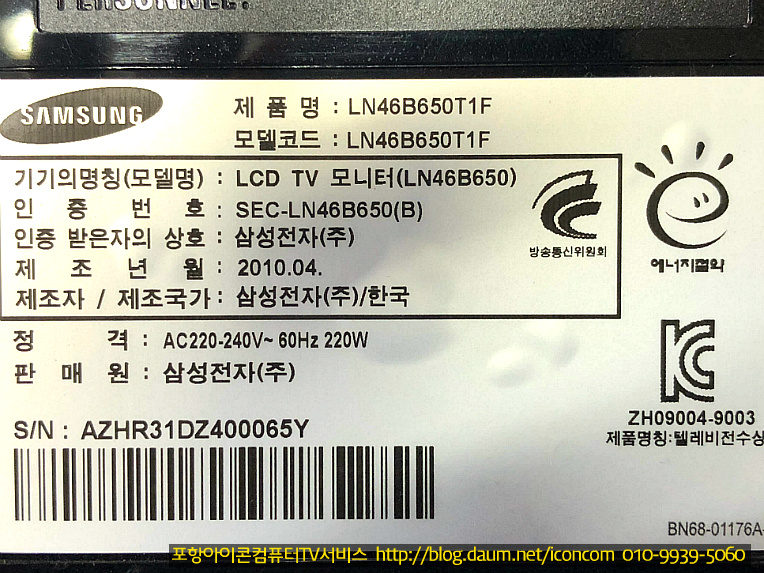 PERSONNEL.
SAMSUNG
제 품 명 : LN46B650T1F
모델코드 : LN46B650T1F
기기의명칭(모델명) : LCD TV 모니터(LN46B650)
인 증 번 호 : SEC-LN46B650(B)
인증 받은자의 상호 : 삼성전자(주)
제 조 년 월 : 2010.04.
제조자 / 제조국가 : 삼성전자(주)/한국
방송통신위원회
에너지절약
정 격 : AC220-240V~ 60Hz 220W
판 매 원 : 삼성전자(주)
S/N : AZHR31DZ400065Y
ZH09004-9003
제품명칭:텔레비전수상
BN68-01176A-
포항아이콘컴퓨터TV서비스 http://blog.daum.net/iconcom 010-9939-5060